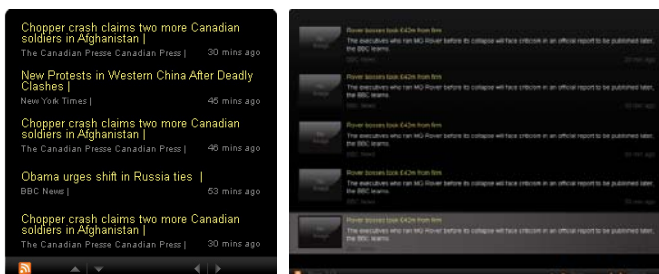 Chopper crash claims two more Canadian
soldiers in Afghanistan |
The Canadian Presse Canadian Press | 30 mins ago
New Protests in Western China After Deadly
Clashes |
New York Times | 45 mins ago
Chopper crash claims two more Canadian
soldiers in Afghanistan |
The Canadian Presse Canadian Press | 46 mins ago
Obama urges shift in Russia ties |
BBC News | 53 mins ago
Chopper crash claims two more Canadian
soldiers in Afghanistan |
The Canadian Presse Canadian Press | 30 mins ago
Rover bosses took £42m from firm
The executives who ran MG Rover before its collapse will face criticism in an official report to be published later,
the BBC learns.
BBC News
Rover bosses took £42m from firm
The executives who ran MG Rover before its collapse will face criticism in an official report to be published later,
the BBC learns.
BBC News
Rover bosses took £42m from firm
The executives who ran MG Rover before its collapse will face criticism in an official report to be published later,
the BBC learns.
BBC News
Rover bosses took £42m from firm
The executives who ran MG Rover before its collapse will face criticism in an official report to be published later,
the BBC learns.
BBC News
Rover bosses took £42m from firm
The executives who ran MG Rover before its collapse will face criticism in an official report to be published later,
the BBC learns.